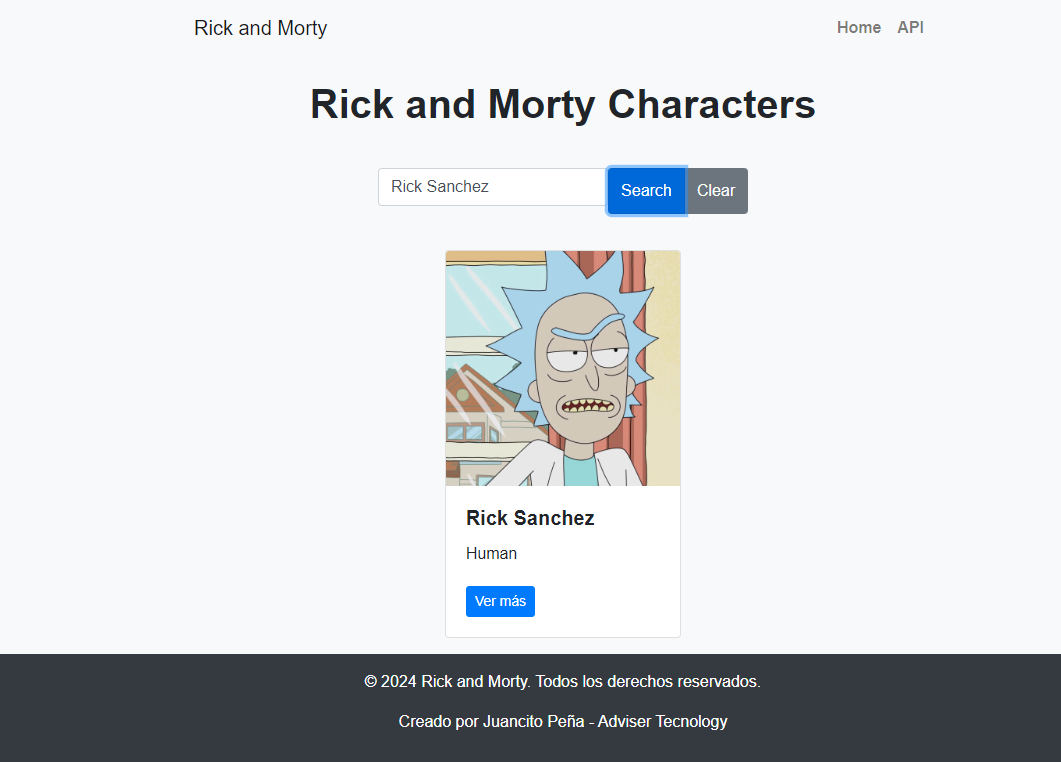 Rick and Morty
Home API
Rick and Morty Characters
Rick Sanchez Search Clear
Rick Sanchez
Human
Ver más
© 2024 Rick and Morty. Todos los derechos reservados.
Creado por Juancito Peña - Adviser Tecnology